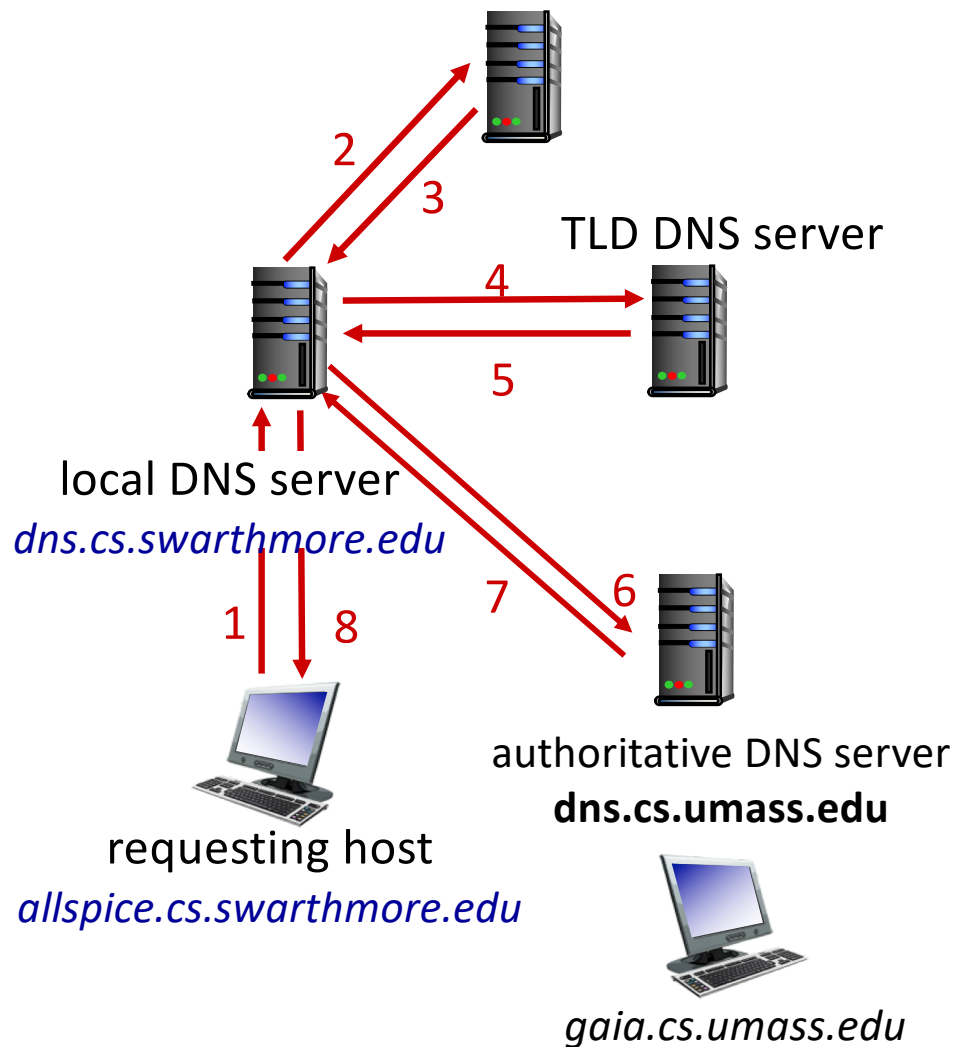 2
3
TLD DNS server
4
5
local DNS server
dns.cs.swarthmore.edu
1
8
7
6
authoritative DNS server
dns.cs.umass.edu
requesting host
allspice.cs.swarthmore.edu
gaia.cs.umass.edu